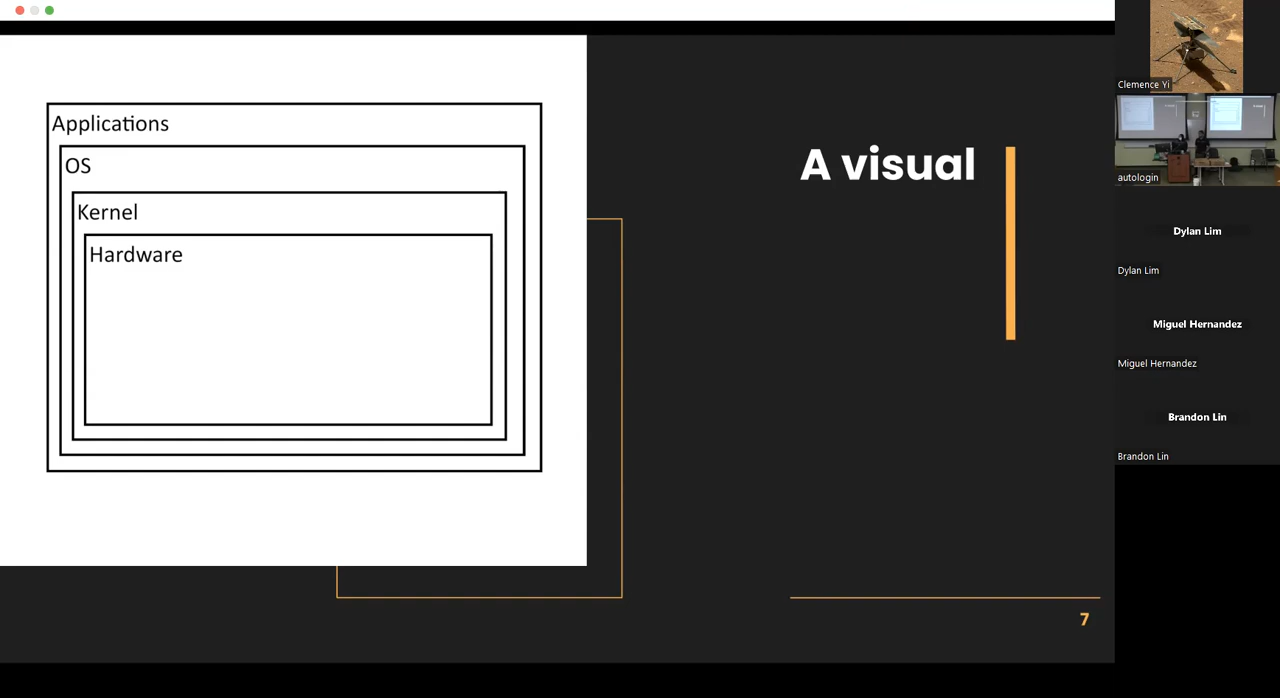 Applications
OS
Kernel
Hardware
A visual
7
Clemence Yi
autologin
Dylan Lim
Dylan Lim
Miguel Hernandez
Miguel Hernandez
Brandon Lin
Brandon Lin